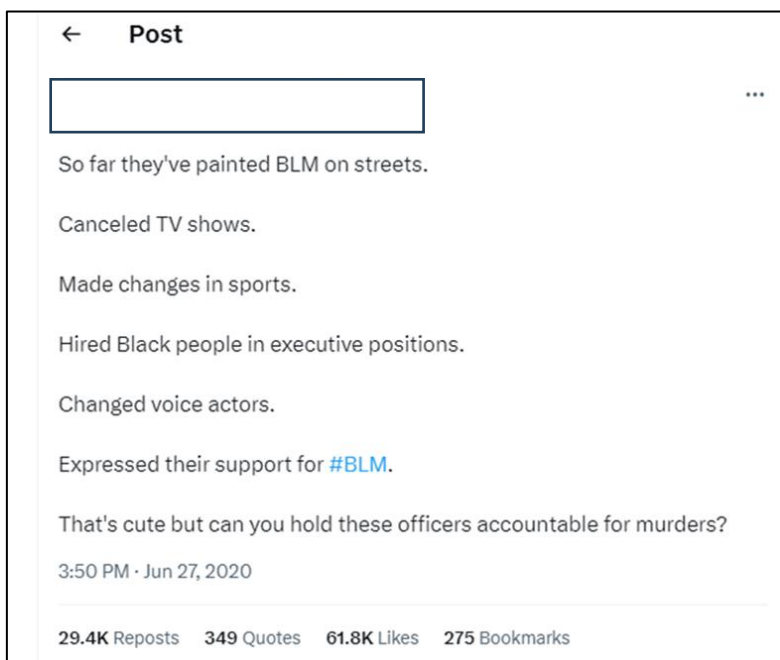 ← Post
...
So far they've painted BLM on streets.
Canceled TV shows.
Made changes in sports.
Hired Black people in executive positions.
Changed voice actors.
Expressed their support for #BLM.
That's cute but can you hold these officers accountable for murders?
3:50 PM · Jun 27, 2020
29.4K Reposts 349 Quotes 61.8K Likes 275 Bookmarks